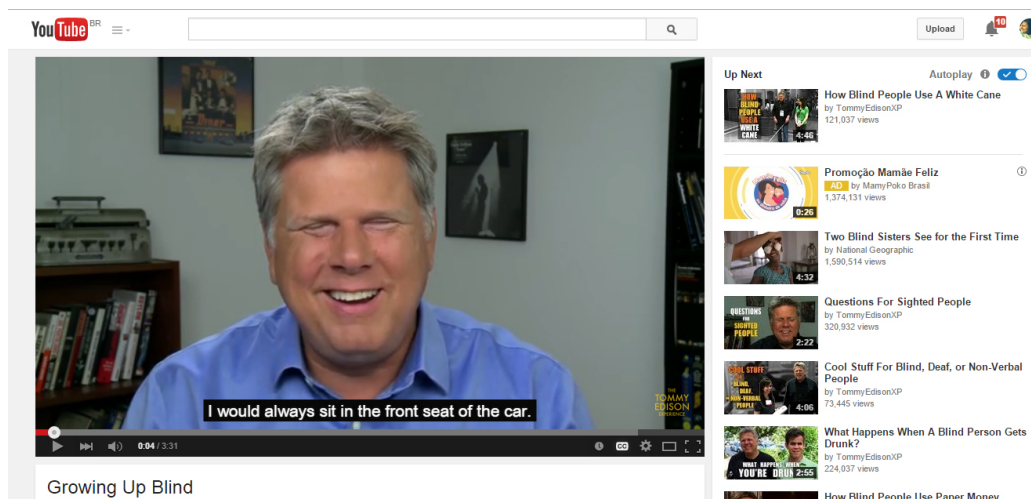 YouTube BR
Upload
10
I would always sit in the front seat of the car.
THE
TOMMY
EDISON
EXPERIENCE
0:04 / 3:31
CC
Growing Up Blind
Up Next
Autoplay
HOW
BLIND
PEOPLE
USE A
WHITE
CANE
4:46
How Blind People Use A White Cane
by TommyEdisonXP
121,037 views
0:26
Promoção Mamãe Feliz
AD by MamyPoko Brasil
1,374,131 views
4:32
Two Blind Sisters See for the First Time
by National Geographic
1,590,514 views
QUESTIONS
FOR
SIGHTED
PEOPLE
2:22
Questions For Sighted People
by TommyEdisonXP
320,932 views
COOL STUFF
FOR
BLIND,
DEAF,
NON-VERBAL
PEOPLE
4:06
Cool Stuff For Blind, Deaf, or Non-Verbal
People
by TommyEdisonXP
73,445 views
WHAT HAPPENS WHEN
YOU'RE DRUN
2:55
What Happens When A Blind Person Gets
Drunk?
by TommyEdisonXP
224,037 views
How Blind People Use Paper Money